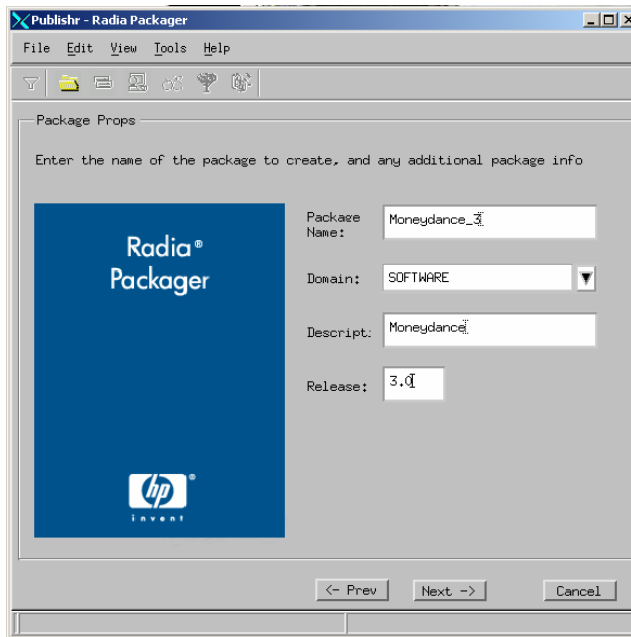 Publishr - Radia Packager
File Edit View Tools Help
Package Props
Enter the name of the package to create, and any additional package info
Radia®
Packager
Package
Name:
Moneydance_3
Domain:
SOFTWARE
Descript:
Moneydance
Release:
3.0
hp
®
invent
<- Prev
Next ->
Cancel